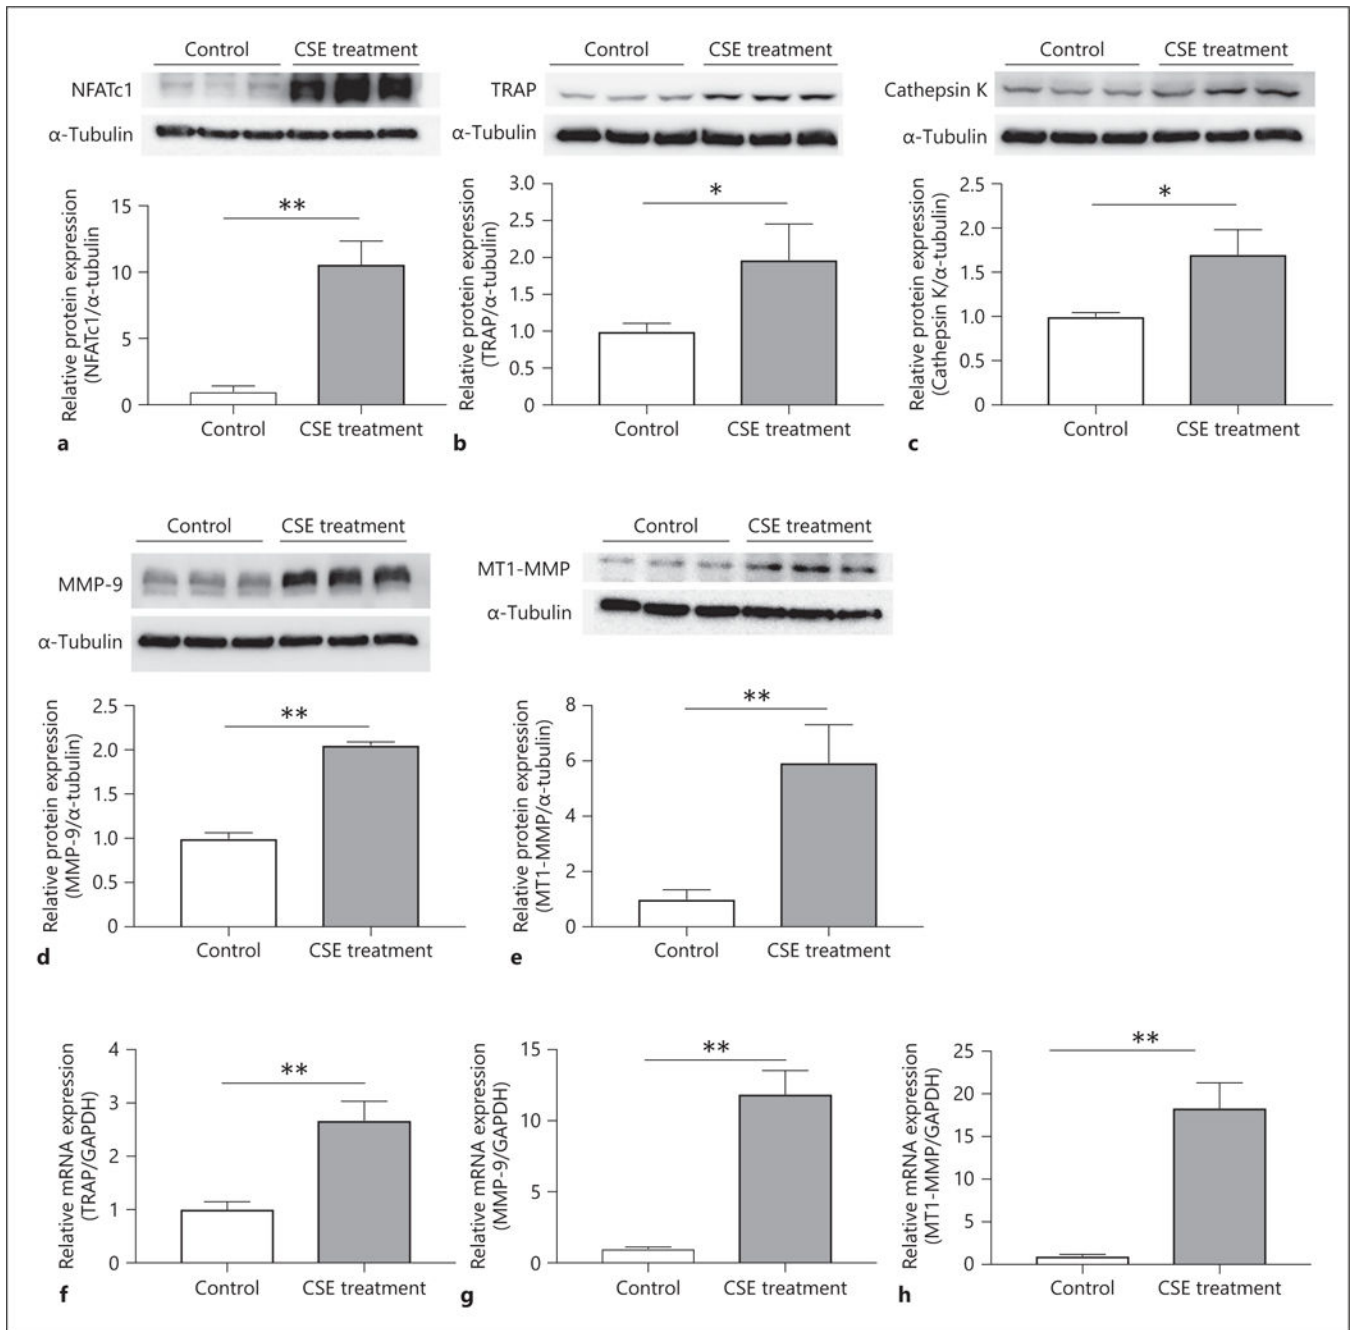 Control CSE treatment
NFATc1
α-Tubulin
Relative protein expression
(NFATc1/α-tubulin
15
10
5
0
**
Control CSE treatment
a
Control CSE treatment
TRAP
α-Tubulin
Relative protein expression
(TRAP/α-tubulin)
3.0
2.5
2.0
1.5
1.0
0.5
0
*
Control CSE treatment
b
Control CSE treatment
Cathepsin K
α-Tubulin
Relative protein expression
(Cathepsin K/α-tubulin)
2.5
2.0
1.5
1.0
0.5
0
*
Control CSE treatment
c
Control CSE treatment
MMP-9
α-Tubulin
Relative protein expression
(MMP-9/α-tubulin)
2.5
2.0
1.0
0.5
0
**
Control CSE treatment
d
Control CSE treatment
MT1-MMP
α-Tubulin
Relative protein expression
(MT1-MMP/α-tubulin)
8
6
4
2
0
**
Control CSE treatment
e
Relative mRNA expression
(TRAP/GAPDH)
4
3
2
1
0
**
Control CSE treatment
f
Relative mRNA expression
(MMP-9/GAPDH)
15
10
5
0
**
Control CSE treatment
g
Relative mRNA expression
(MT1-MMP/GAPDH)
25
20
15
10
5
0
**
Control CSE treatment
h